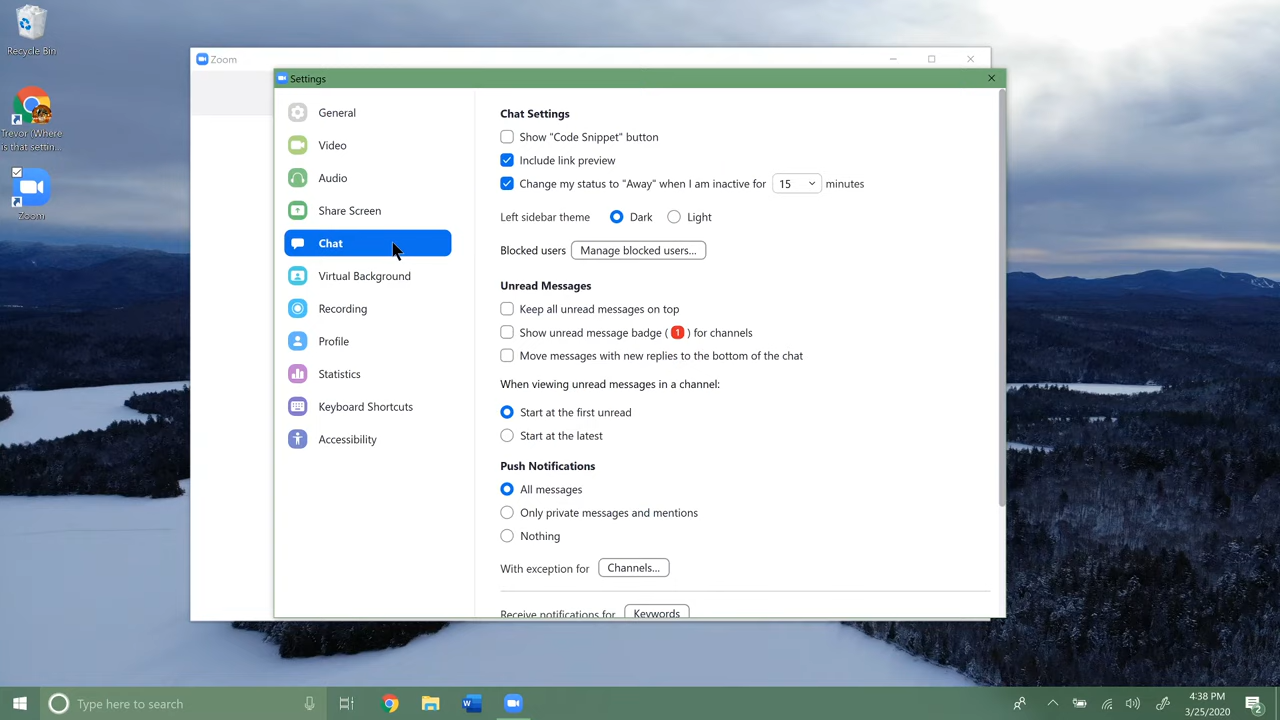 Recycle Bin
Trevor (Where
is that settin...
Zoom
Zoom
Settings
General
Video
Audio
Share Screen
Chat
Virtual Background
Recording
Profile
Statistics
Keyboard Shortcuts
Accessibility
Chat Settings
Show "Code Snippet" button
Include link preview
Change my status to "Away" when I am inactive for 15 minutes
Left sidebar theme Dark Light
Blocked users Manage blocked users...
Unread Messages
Keep all unread messages on top
Show unread message badge ( 1 ) for channels
Move messages with new replies to the bottom of the chat
When viewing unread messages in a channel:
Start at the first unread
Start at the latest
Push Notifications
All messages
Only private messages and mentions
Nothing
With exception for Channels...
Receive notifications for Keywords
Type here to search
4:38 PM
3/25/2020
2